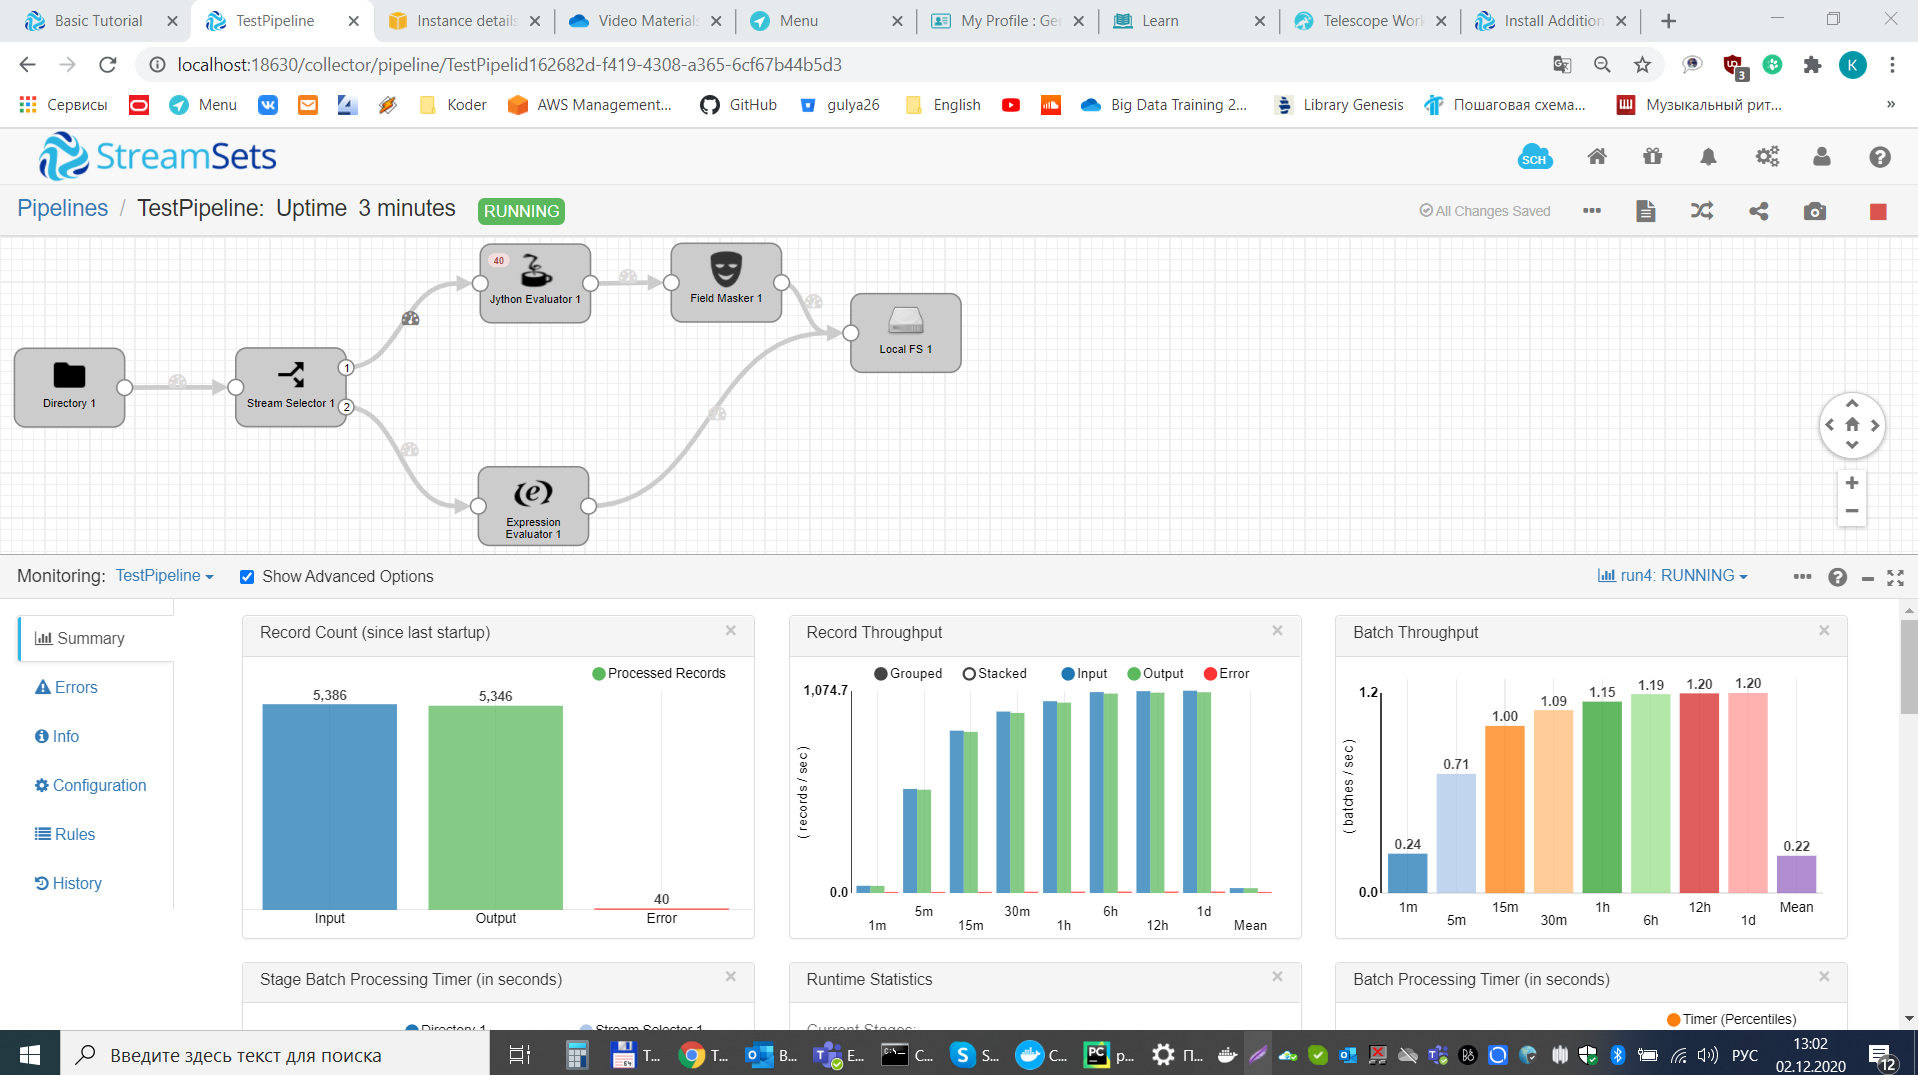 Basic Tutorial
TestPipeline
Instance details
Video Materials
Menu
My Profile : Ger
Learn
Telescope Work
Install Addition
localhost:18630/collector/pipeline/TestPipelid162682d-f419-4308-a365-6cf67b44b5d3
3
K
Сервисы
Menu
Koder
AWS Management...
GitHub
gulya26
English
Big Data Training 2...
Library Genesis
Пошаговая схема...
Музыкальный рит...
»
StreamSets
SCH
Pipelines / TestPipeline: Uptime 3 minutes RUNNING
All Changes Saved
40
Jython Evaluator 1
Field Masker 1
Local FS 1
Directory 1
Stream Selector 1
1
2
Expression
Evaluator 1
Monitoring: TestPipeline
Show Advanced Options
run4: RUNNING
Summary
Errors
Info
Configuration
Rules
History
Record Count (since last startup)
Processed Records
5,386
5,346
40
Input
Output
Error
Record Throughput
Grouped
Stacked
Input
Output
Error
1,074.7
( records / sec )
0.0
1m
5m
15m
30m
1h
6h
12h
1d
Mean
Batch Throughput
1.2
( batches / sec )
0.0
0.24
0.71
1.00
1.09
1.15
1.19
1.20
1.20
0.22
1m
5m
15m
30m
1h
6h
12h
1d
Mean
Stage Batch Processing Timer (in seconds)
Directory 1
Stream Selector 1
Runtime Statistics
Current Stages:
Batch Processing Timer (in seconds)
Timer (Percentiles)
Введите здесь текст для поиска
T...
T...
B...
E...
C...
S...
C...
p...
П...
РУС
13:02
02.12.2020
12